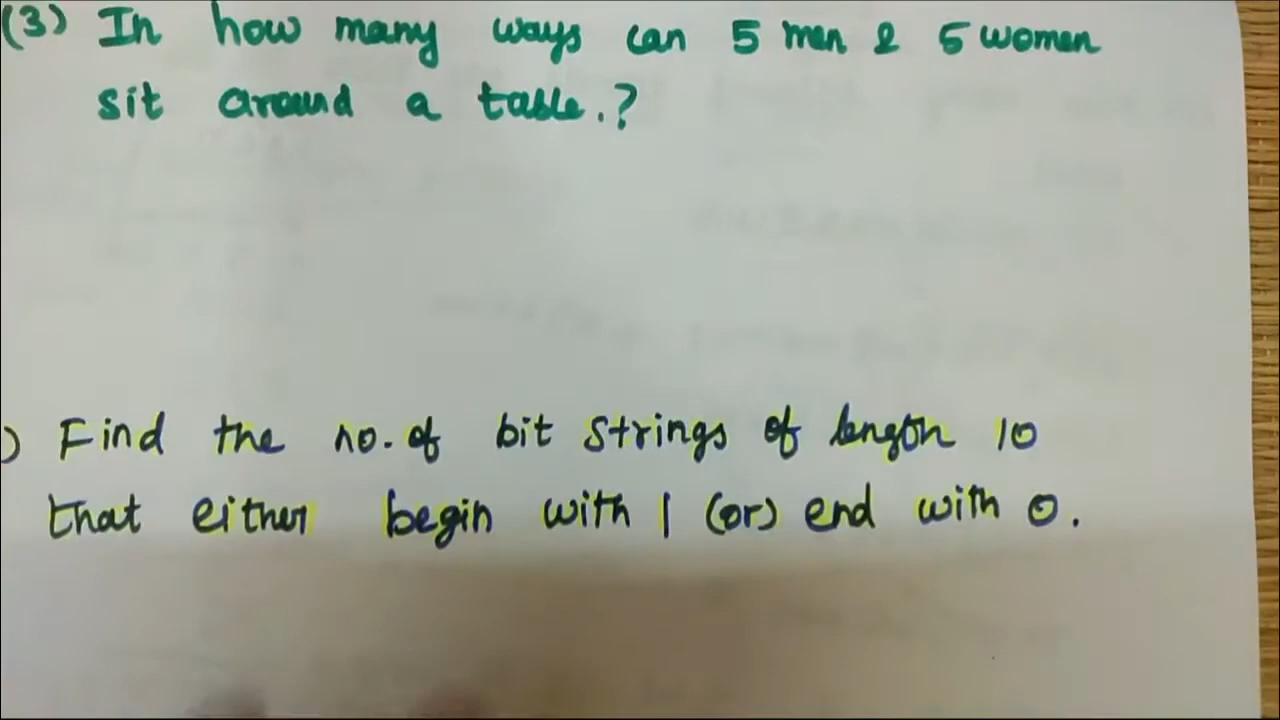 (3) In how many ways can 5 men & 5 women
sit around a table.?
) Find the no. of bit strings of length 10
that either begin with 1 (or) end with 0.